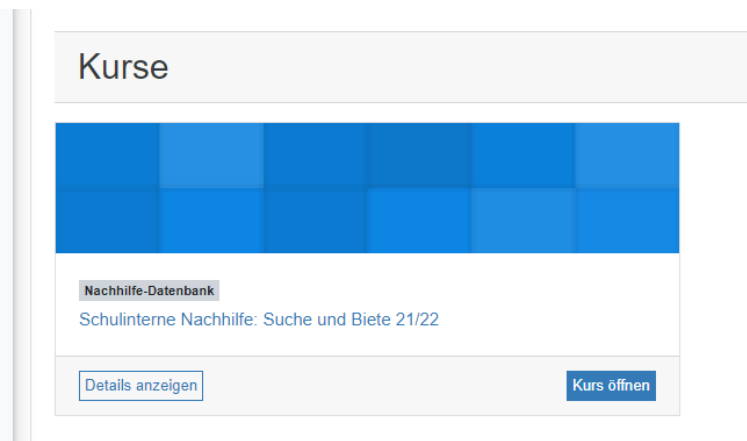 Kurse
Nachhilfe-Datenbank
Schulinterne Nachhilfe: Suche und Biete 21/22
Details anzeigen
Kurs öffnen